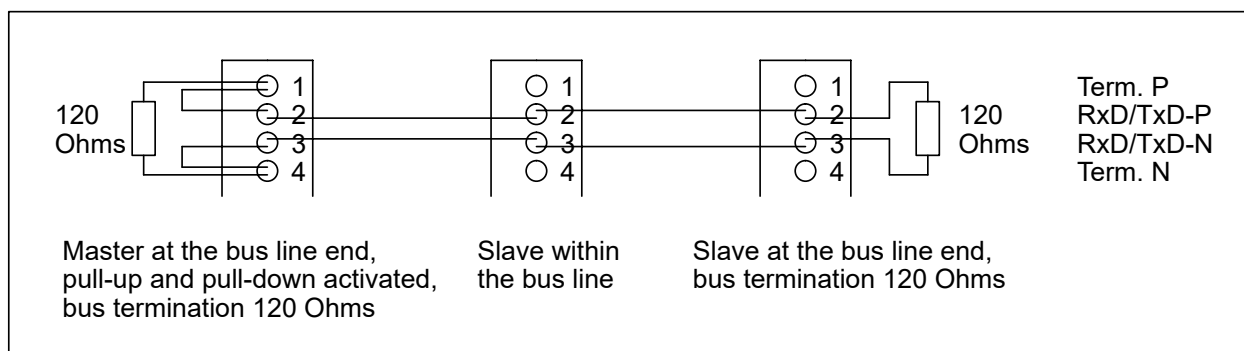 1 1 1 Term. P
120 2 2 2 120 RxD/TxD-P
Ohms 3 3 3 Ohms RxD/TxD-N
4 4 4 Term. N
Master at the bus line end,
pull-up and pull-down activated,
bus termination 120 Ohms
Slave within
the bus line
Slave at the bus line end,
bus termination 120 Ohms